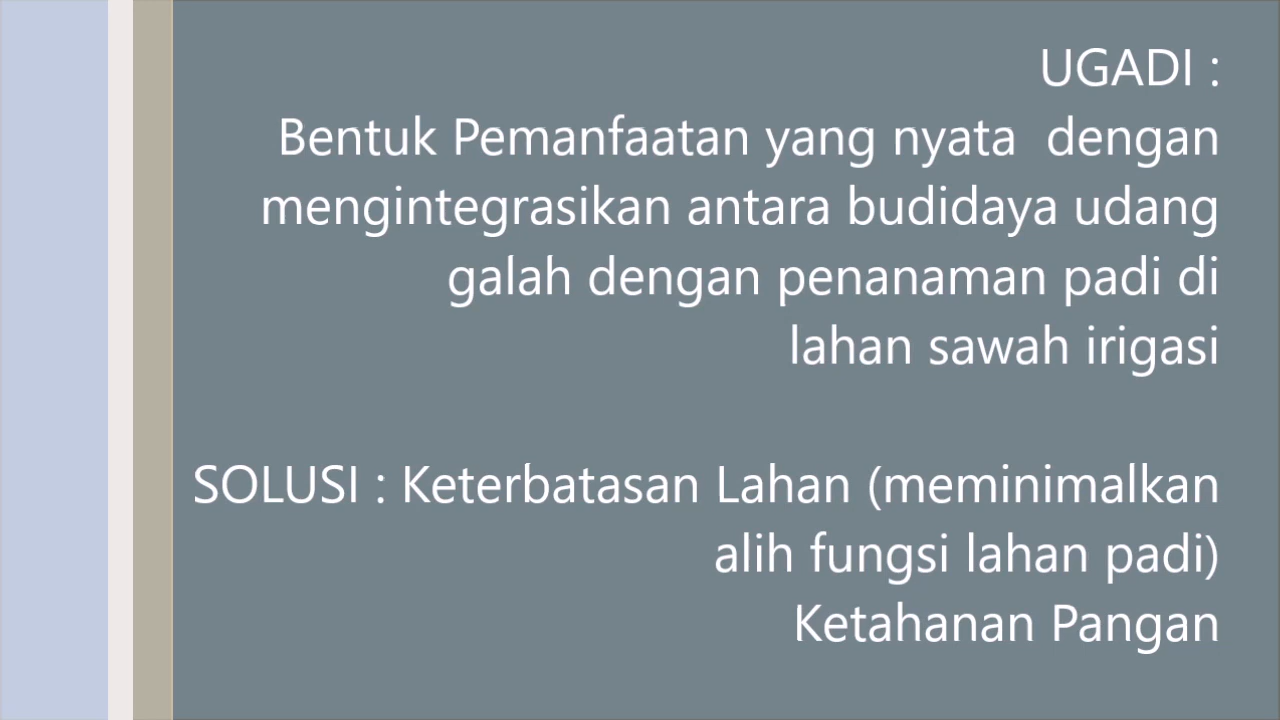 UGADI :
Bentuk Pemanfaatan yang nyata  dengan
mengintegrasikan antara budidaya udang
galah dengan penanaman padi di
lahan sawah irigasi
SOLUSI : Keterbatasan Lahan (meminimalkan
alih fungsi lahan padi)
Ketahanan Pangan